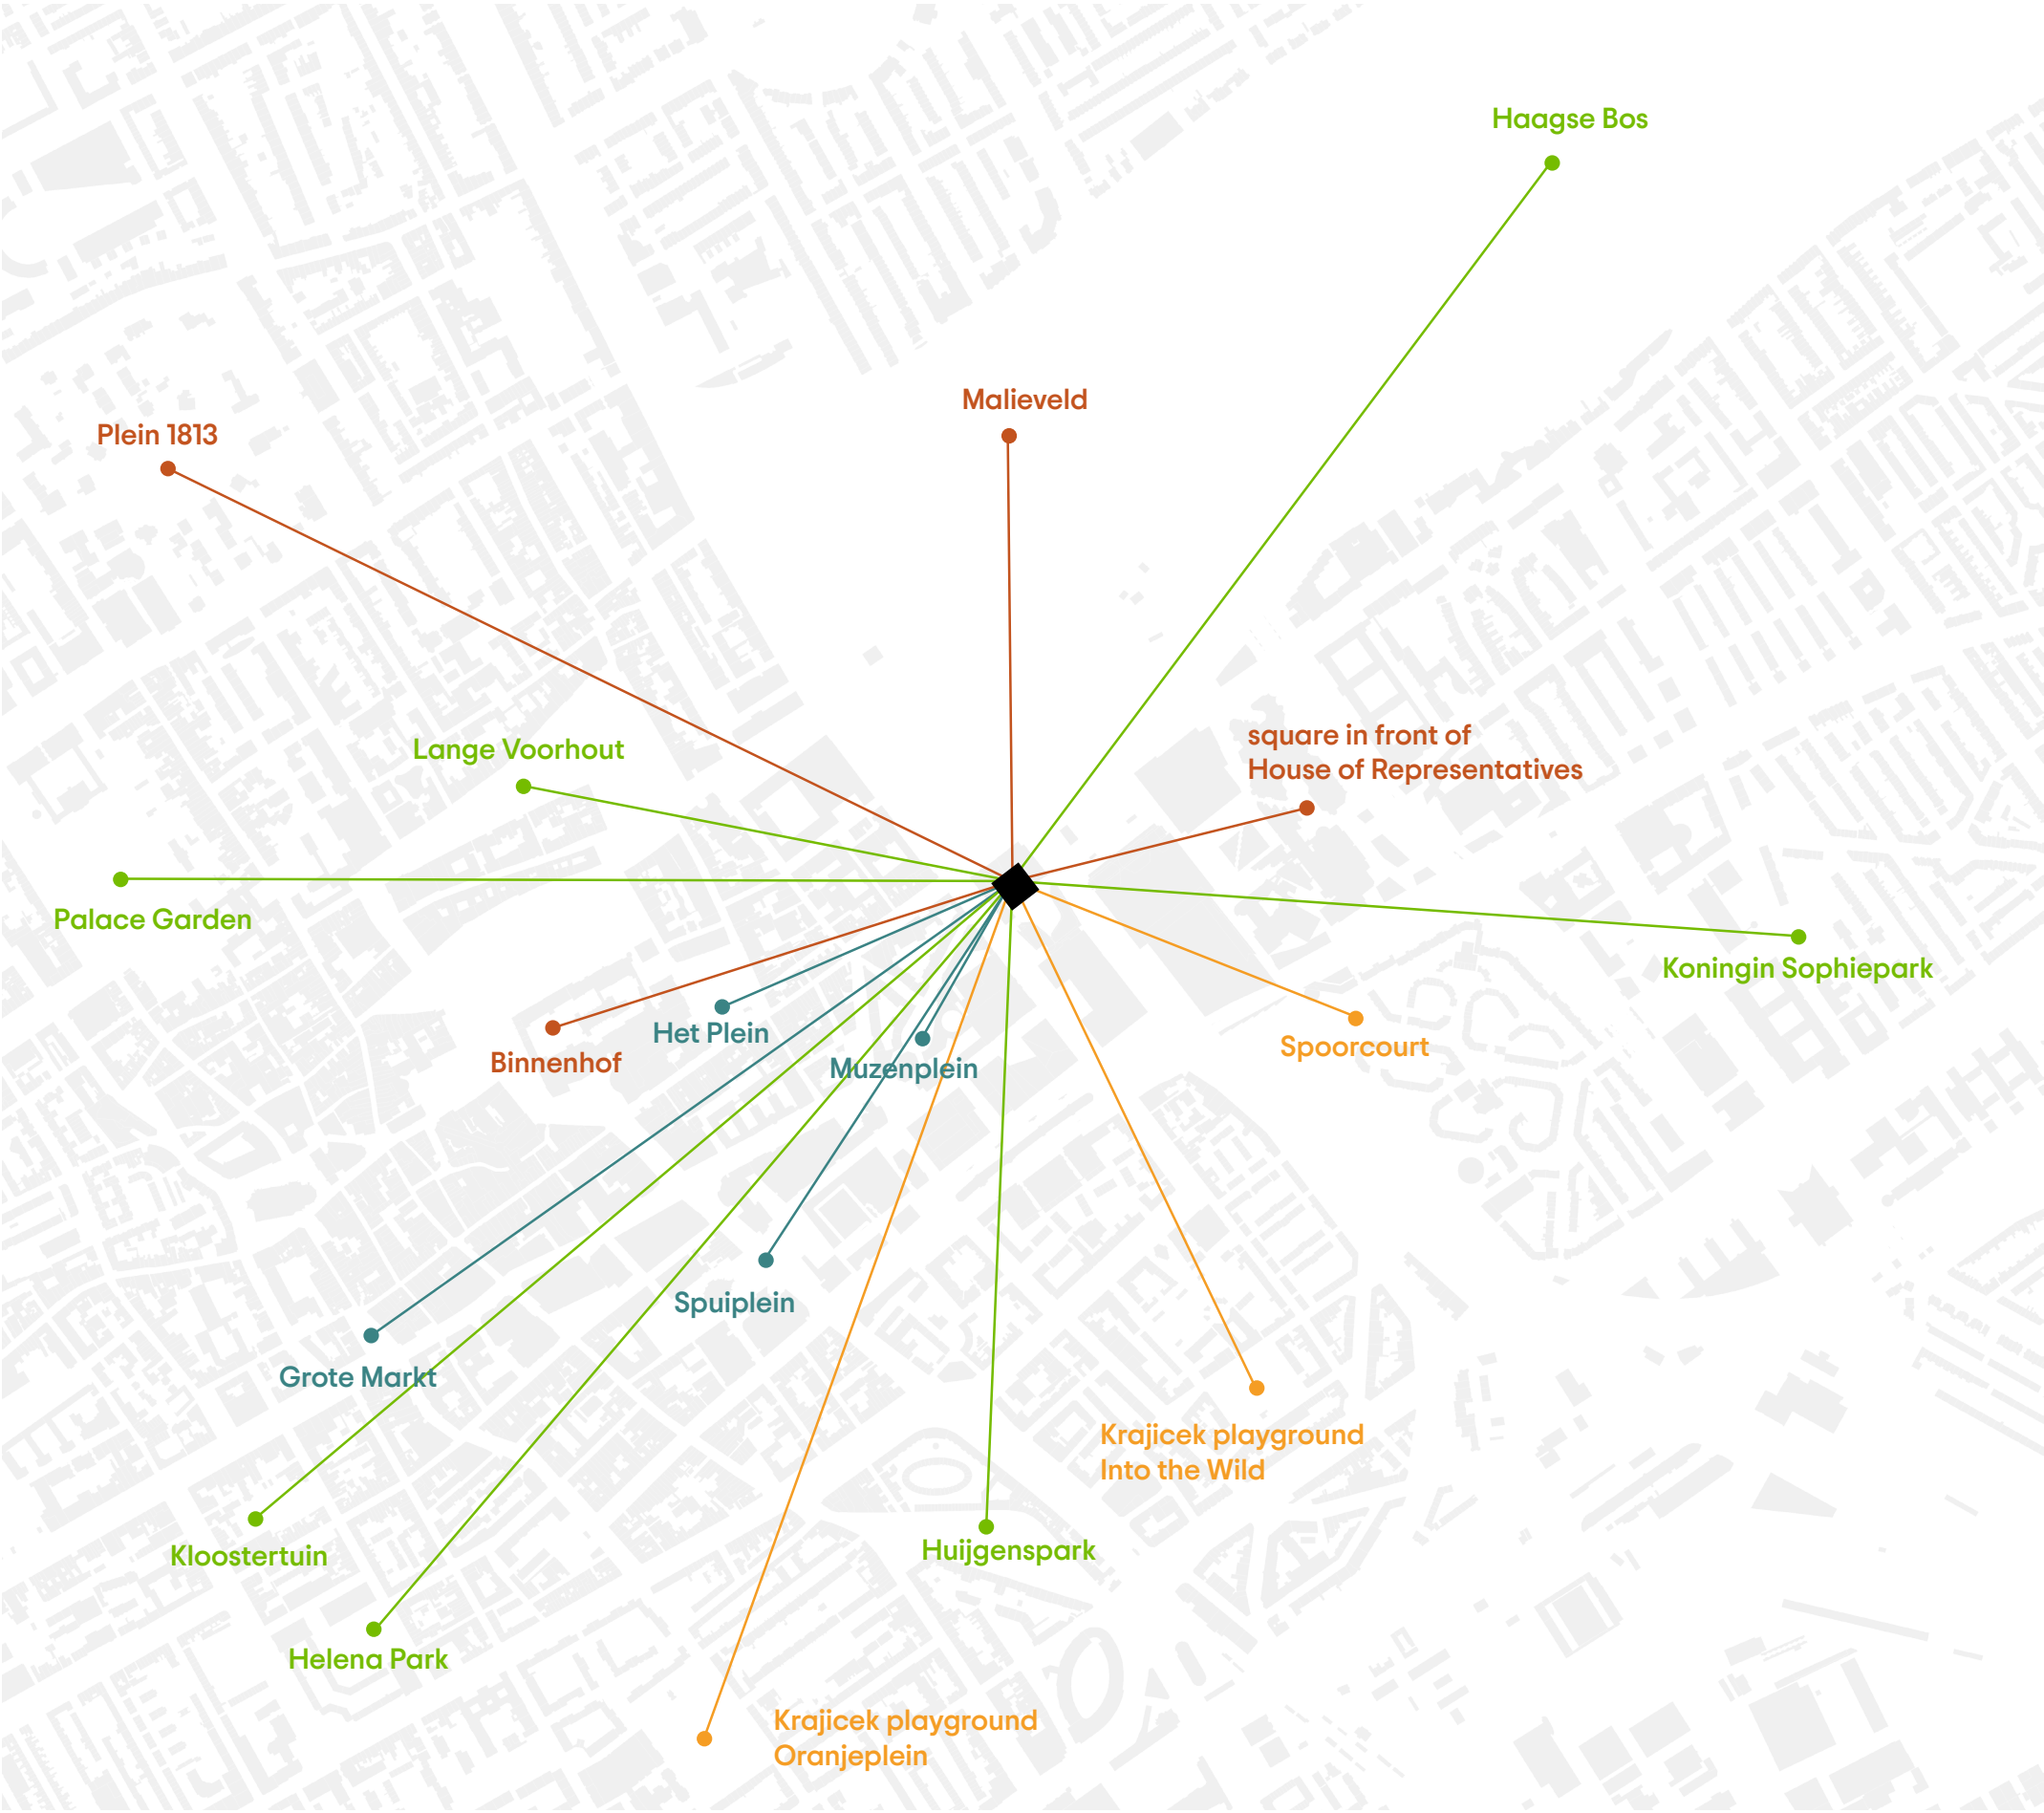 Haagse Bos
Malieveld
Plein 1813
square in front of
House of Representatives
Lange Voorhout
Palace Garden
Koningin Sophiepark
Het Plein
Spoorcourt
Binnenhof
Muzenplein
Spuiplein
Grote Markt
Krajicek playground
Into the Wild
Huijgenspark
Kloostertuin
Helena Park
Krajicek playground
Oranjeplein